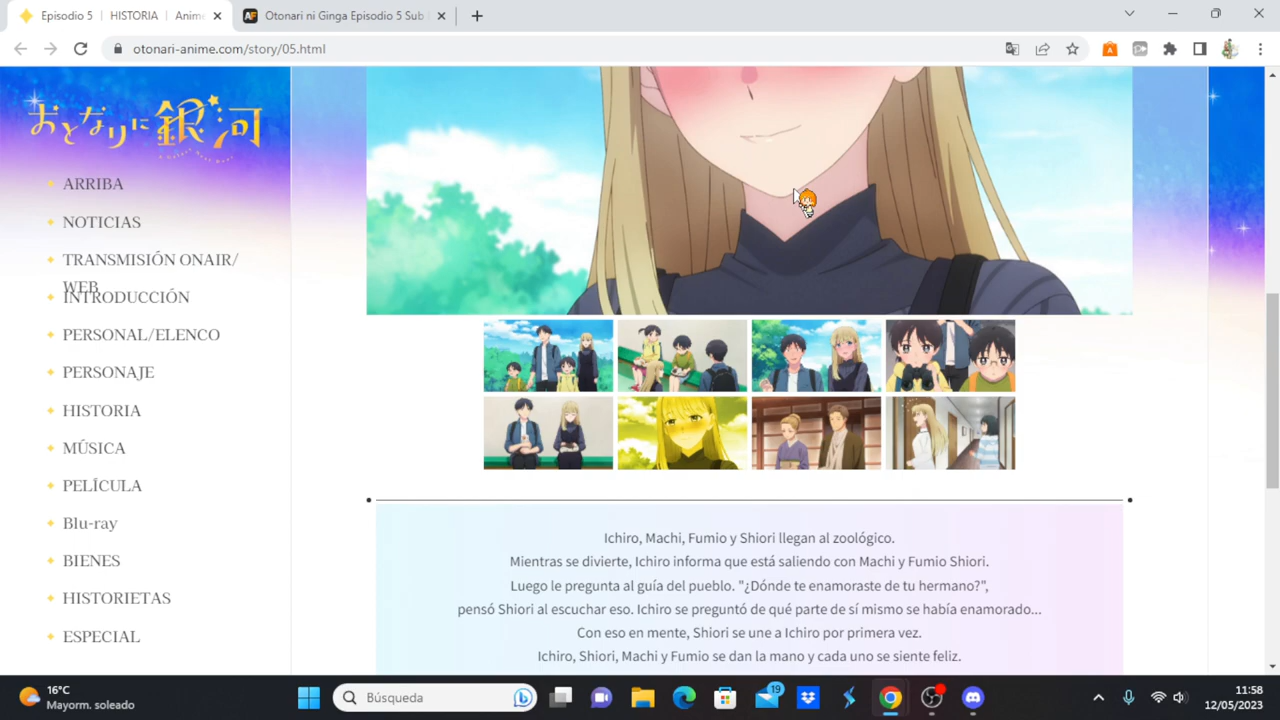 Episodio 5 | HISTORIA | Anime
Otonari ni Ginga Episodio 5 Sub
otonari-anime.com/story/05.html
おとなりに銀河
ARRIBA
NOTICIAS
TRANSMISIÓN ONAIR/
WEB
INTRODUCCIÓN
PERSONAL/ELENCO
PERSONAJE
HISTORIA
MÚSICA
PELÍCULA
Blu-ray
BIENES
HISTORIETAS
ESPECIAL
Ichiro, Machi, Fumio y Shiori llegan al zoológico.
Mientras se divierte, Ichiro informa que está saliendo con Machi y Fumio Shiori.
Luego le pregunta al guía del pueblo. "¿Dónde te enamoraste de tu hermano?",
pensó Shiori al escuchar eso. Ichiro se preguntó de qué parte de sí mismo se había enamorado...
Con eso en mente, Shiori se une a Ichiro por primera vez.
Ichiro, Shiori, Machi y Fumio se dan la mano y cada uno se siente feliz.
16°C
Mayorm. soleado
Búsqueda
19
11:58
12/05/2023